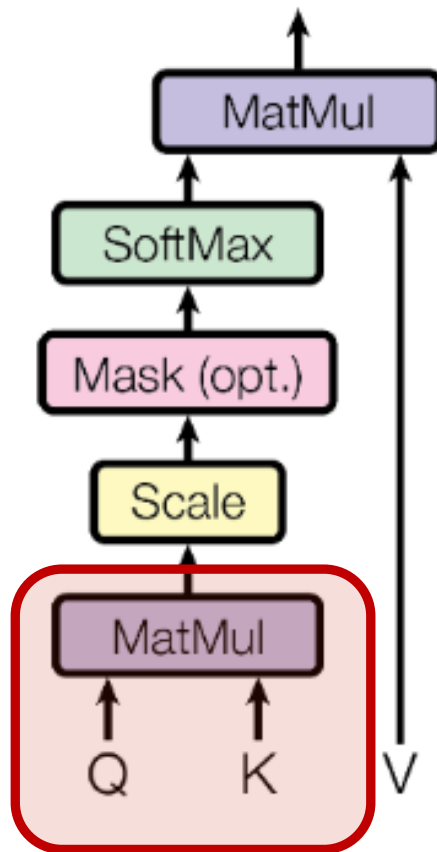 MatMul
SoftMax
Mask (opt.)
Scale
MatMul
Q K V